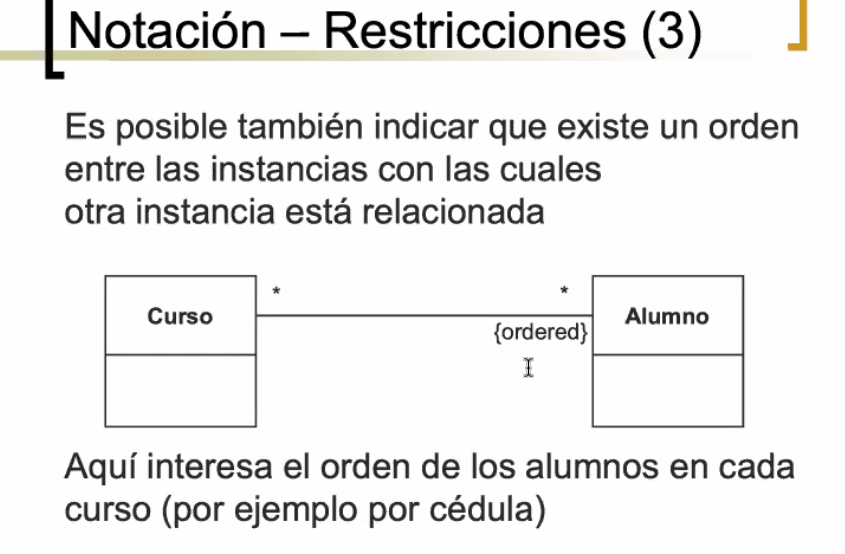 Notación – Restricciones (3)
Es posible también indicar que existe un orden
entre las instancias con las cuales
otra instancia está relacionada
* *
Curso Alumno
{ordered}
Aquí interesa el orden de los alumnos en cada
curso (por ejemplo por cédula)